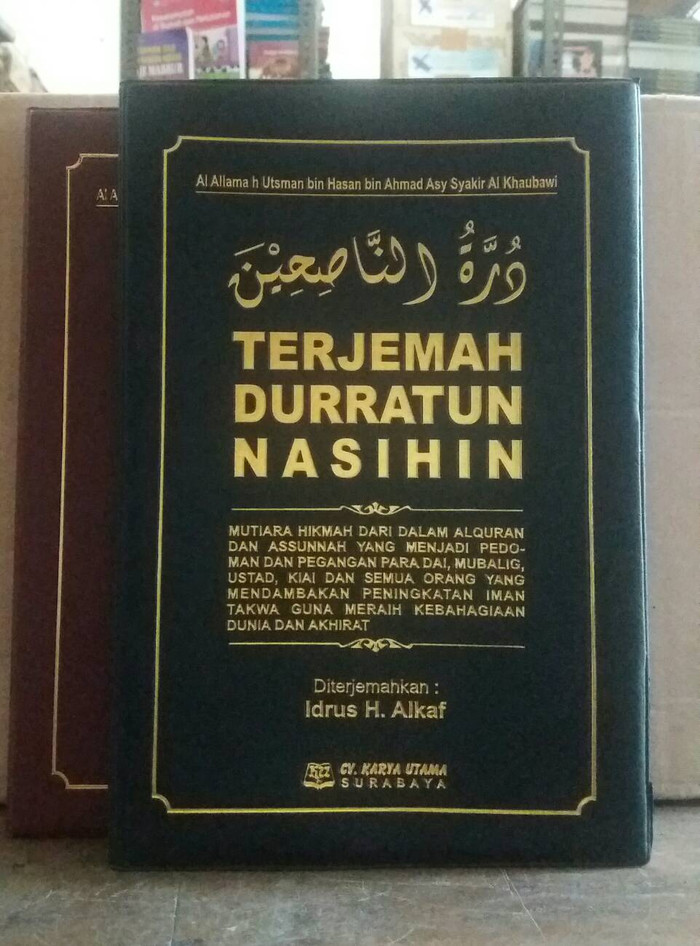 Al Allama h Utsman bin Hasan bin Ahmad Asy Syakir Al Khaubawi
دُرَّةُ النَّاصِحِيْنَ
TERJEMAH
DURRATUN
NASIHIN
MUTIARA HIKMAH DARI DALAM ALQURAN
DAN ASSUNNAH YANG MENJADI PEDO-
MAN DAN PEGANGAN PARA DAI, MUBALIG,
USTAD, KIAI DAN SEMUA ORANG YANG
MENDAMBAKAN PENINGKATAN IMAN
TAKWA GUNA MERAIH KEBAHAGIAAN
DUNIA DAN AKHIRAT
Diterjemahkan :
Idrus H. Alkaf
CV. KARYA UTAMA
SURABAYA
Al A